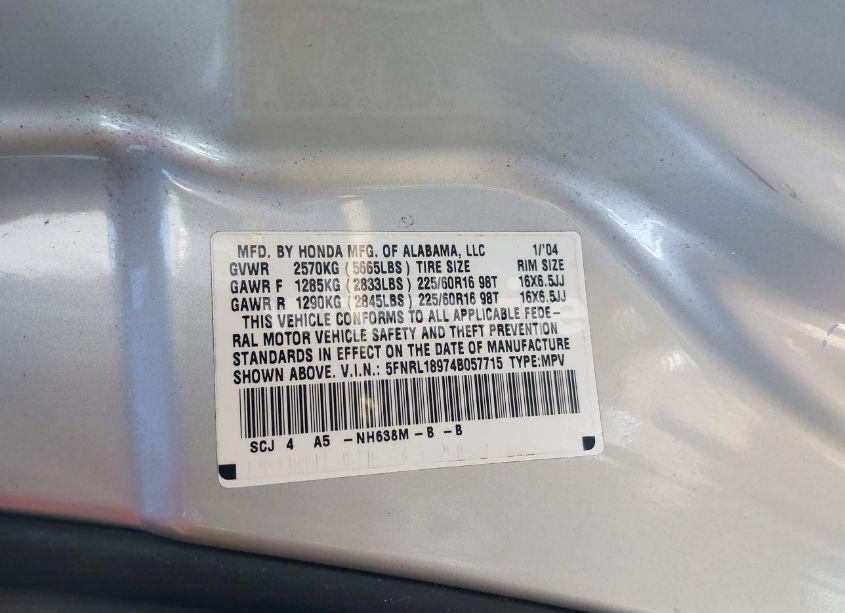 MFD. BY HONDA MFG. OF ALABAMA, LLC 1/'04
GVWR 2570KG (5665LBS) TIRE SIZE RIM SIZE
GAWR F 1285KG (2833LBS) 225/60R16 98T 16X6.5JJ
GAWR R 1290KG (2845LBS) 225/60R16 98T 16X6.5JJ
THIS VEHICLE CONFORMS TO ALL APPLICABLE FEDE-
RAL MOTOR VEHICLE SAFETY AND THEFT PREVENTION
STANDARDS IN EFFECT ON THE DATE OF MANUFACTURE
SHOWN ABOVE. V.I.N.: 5FNRL18974B057715 TYPE:MPV
SCJ 4 A5 -NH638M -B -B